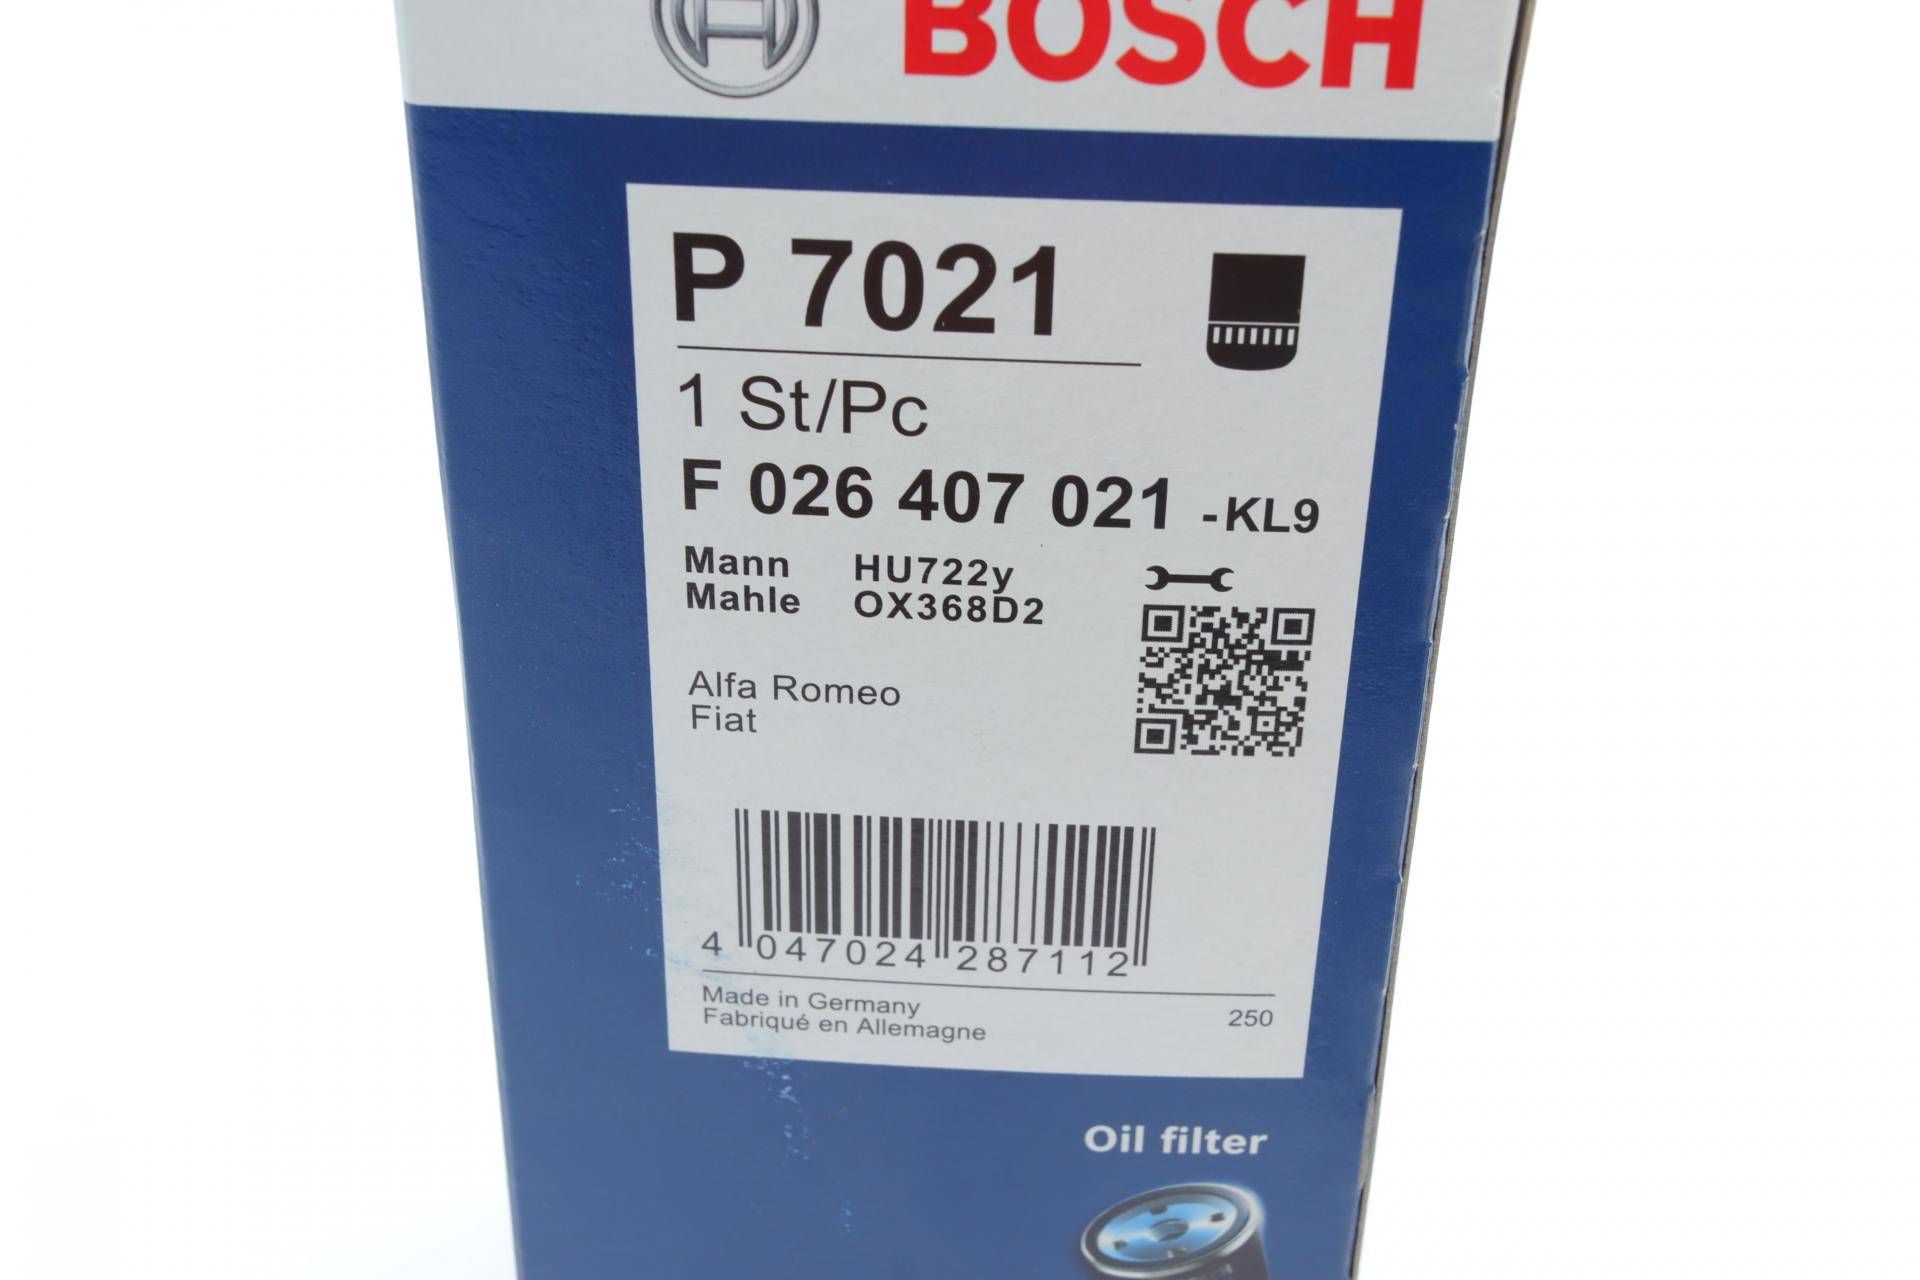 BOSCH
P 7021
1 St/Pc
F 026 407 021 -KL9
Mann HU722y
Mahle OX368D2
Alfa Romeo
Fiat
4 047024 287112
Made in Germany
Fabriqué en Allemagne
250
Oil filter